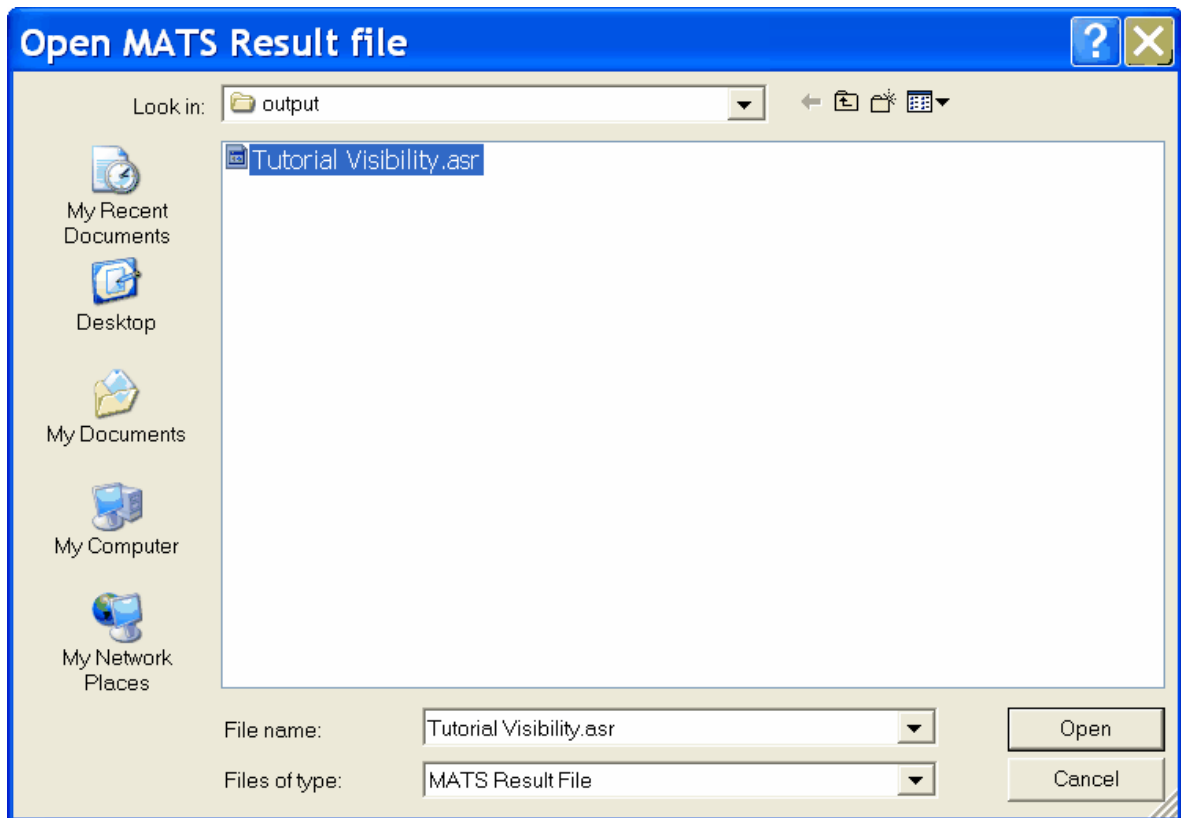 Open MATS Result file
Look in:
output
Tutorial Visibility.asr
My Recent
Documents
Desktop
My Documents
My Computer
My Network
Places
File name:
Tutorial Visibility.asr
Open
Files of type:
MATS Result File
Cancel